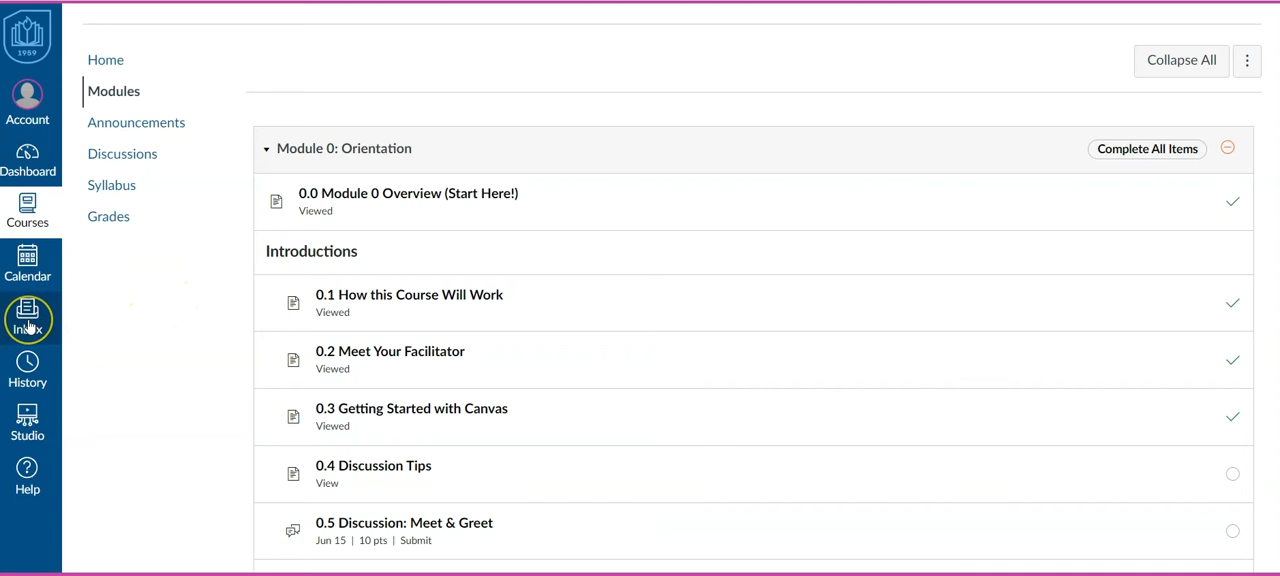 1959
Account
Dashboard
Courses
Calendar
Inbox
History
Studio
Help
Home
Modules
Announcements
Discussions
Syllabus
Grades
Collapse All
Module 0: Orientation
Complete All Items
0.0 Module 0 Overview (Start Here!)
Viewed
Introductions
0.1 How this Course Will Work
Viewed
0.2 Meet Your Facilitator
Viewed
0.3 Getting Started with Canvas
Viewed
0.4 Discussion Tips
View
0.5 Discussion: Meet & Greet
Jun 15 | 10 pts | Submit